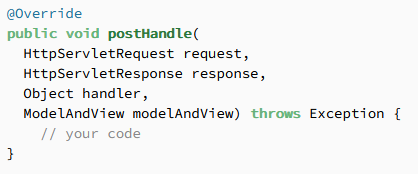 @Override
public void postHandle(
  HttpServletRequest request,
  HttpServletResponse response,
  Object handler,
  ModelAndView modelAndView) throws Exception {
    // your code
}